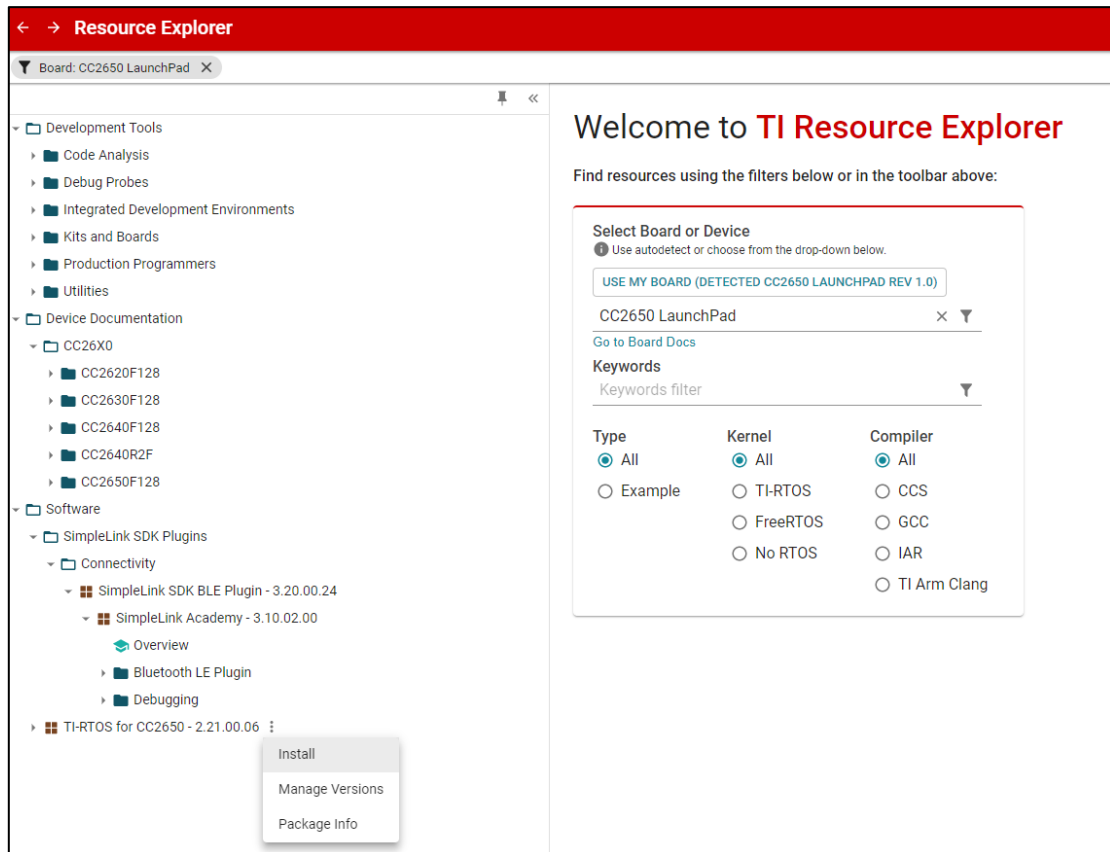 Resource Explorer
Board: CC2650 LaunchPad
Development Tools
Code Analysis
Debug Probes
Integrated Development Environments
Kits and Boards
Production Programmers
Utilities
Device Documentation
CC26X0
CC2620F128
CC2630F128
CC2640F128
CC2640R2F
CC2650F128
Software
SimpleLink SDK Plugins
Connectivity
SimpleLink SDK BLE Plugin - 3.20.00.24
SimpleLink Academy - 3.10.02.00
Overview
Bluetooth LE Plugin
Debugging
TI-RTOS for CC2650 - 2.21.00.06
Install
Manage Versions
Package Info
Welcome to TI Resource Explorer
Find resources using the filters below or in the toolbar above:
Select Board or Device
Use autodetect or choose from the drop-down below.
USE MY BOARD (DETECTED CC2650 LAUNCHPAD REV 1.0)
CC2650 LaunchPad
Go to Board Docs
Keywords
Keywords filter
Type Kernel Compiler
All All All
Example TI-RTOS CCS
FreeRTOS GCC
No RTOS IAR
TI Arm Clang